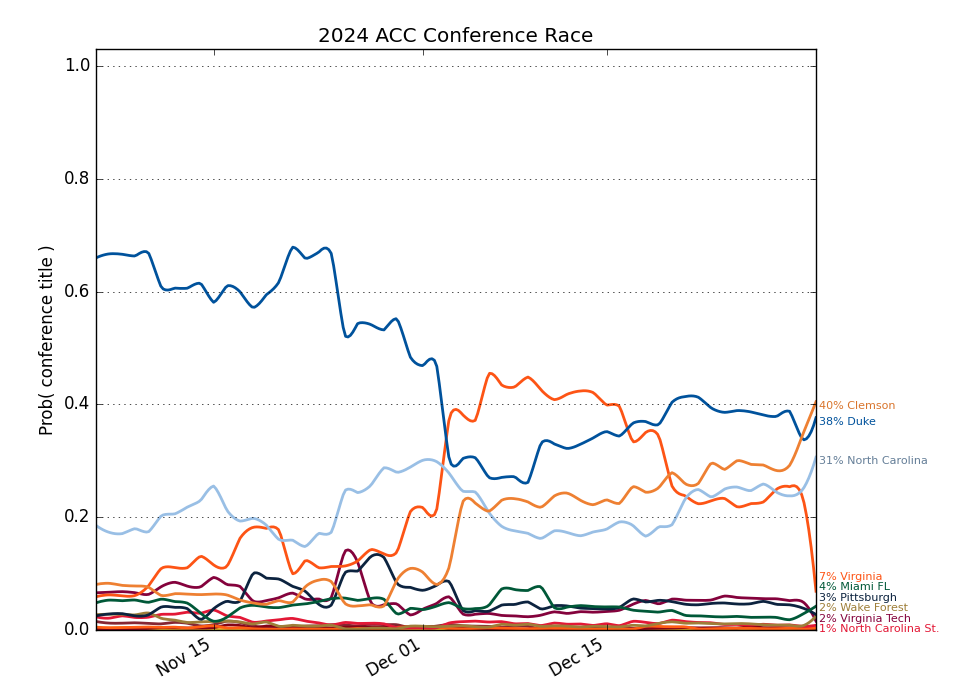 2024 ACC Conference Race
Prob( conference title )
1.0
0.8
0.6
0.4
0.2
0.0
Nov 15
Dec 01
Dec 15
40% Clemson
38% Duke
31% North Carolina
7% Virginia
4% Miami FL
3% Pittsburgh
2% Wake Forest
2% Virginia Tech
1% North Carolina St.